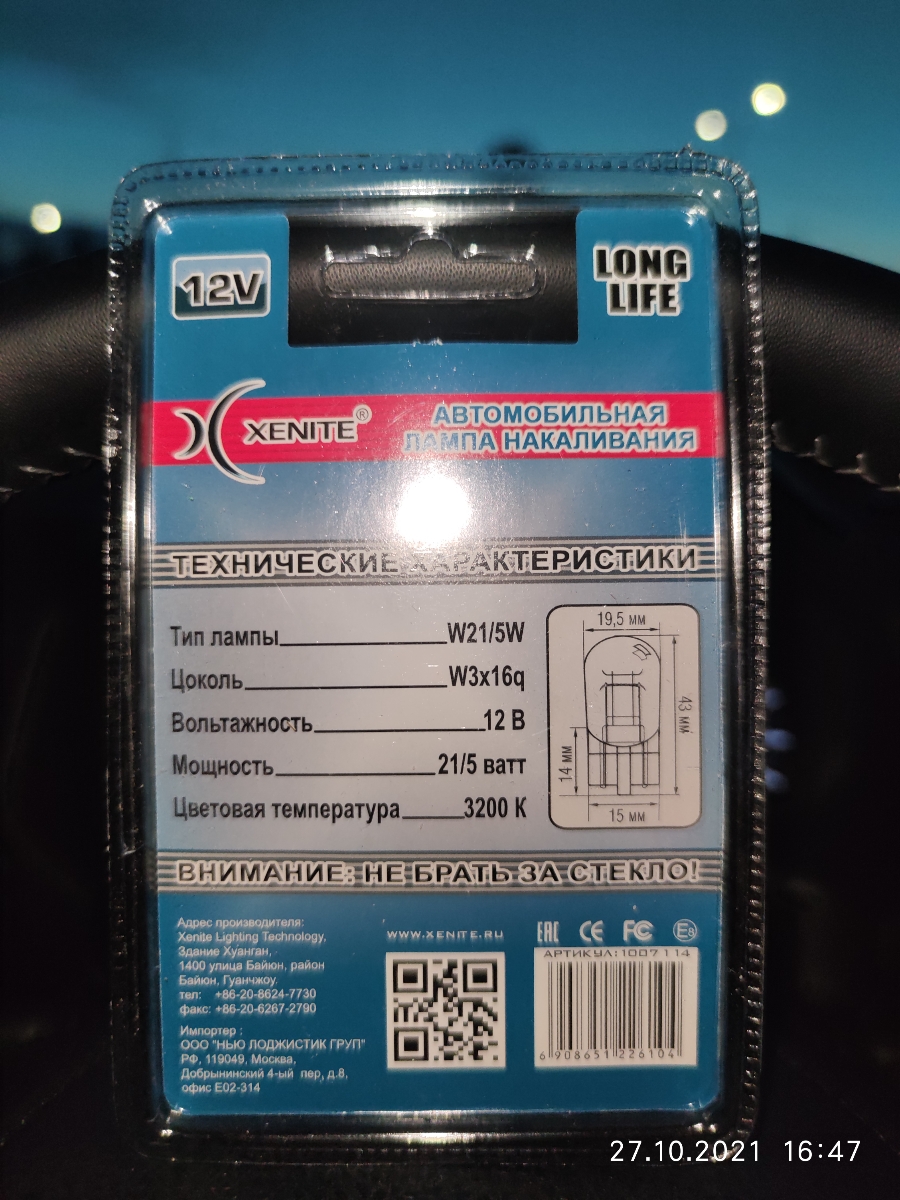 12V
LONG
LIFE
XENITE®
АВТОМОБИЛЬНАЯ
ЛАМПА НАКАЛИВАНИЯ
ТЕХНИЧЕСКИЕ ХАРАКТЕРИСТИКИ
Тип лампы W21/5W
Цоколь W3x16q
Вольтажность 12 В
Мощность 21/5 ватт
Цветовая температура 3200 К
19,5 мм
43 мм
14 мм
15 мм
ВНИМАНИЕ: НЕ БРАТЬ ЗА СТЕКЛО!
Адрес производителя:
Xenite Lighting Technology,
Здание Хуанган,
1400 улица Байюн, район
Байюн, Гуанчжоу.
тел: +86-20-8624-7730
факс: +86-20-6267-2790
Импортер :
ООО "НЬЮ ЛОДЖИСТИК ГРУП"
РФ, 119049, Москва,
Добрынинский 4-ый пер, д.8,
офис Е02-314
WWW.XENITE.RU
EAC CE FC E8
АРТИКУЛ:1007114
6 908651 226104
27.10.2021 16:47